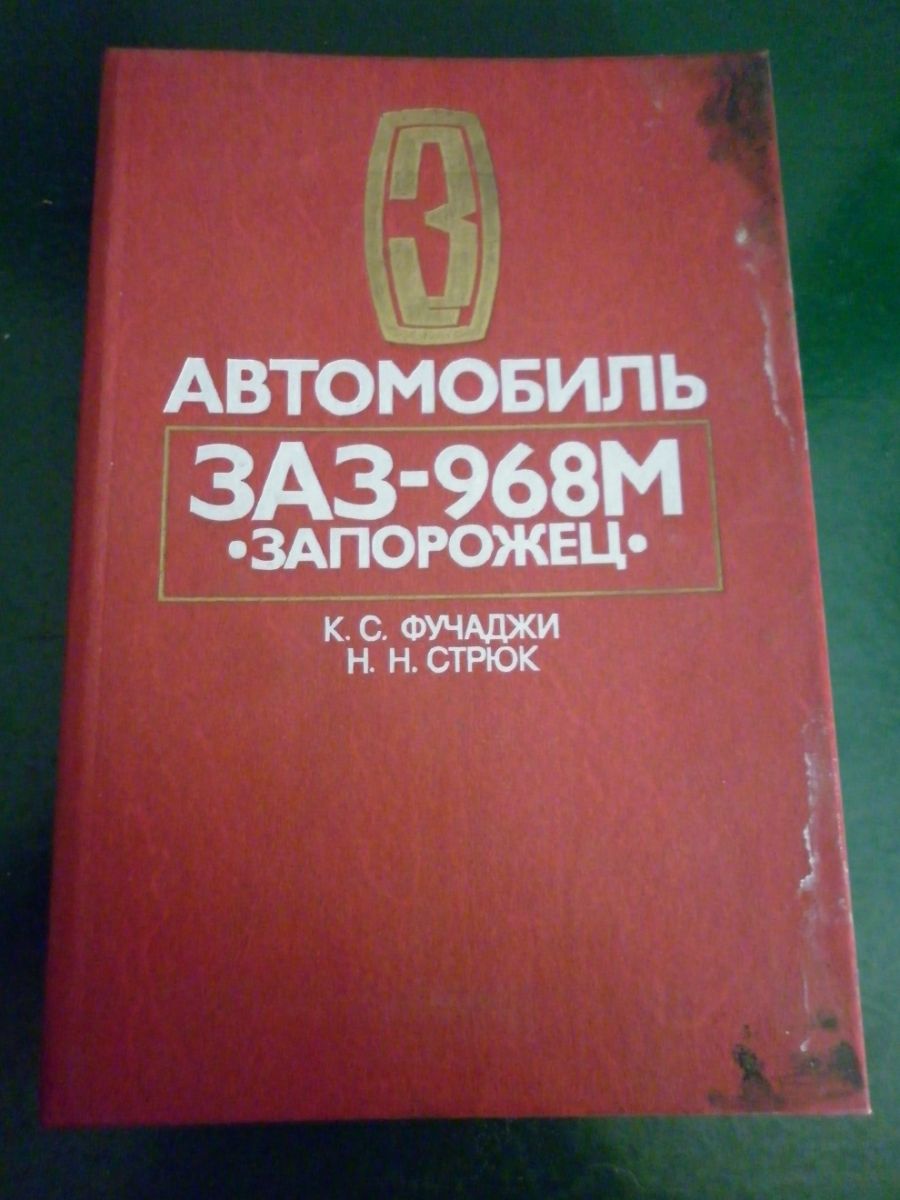 З
АВТОМОБИЛЬ
ЗАЗ-968М
•ЗАПОРОЖЕЦ•
К. С. ФУЧАДЖИ
Н. Н. СТРЮК